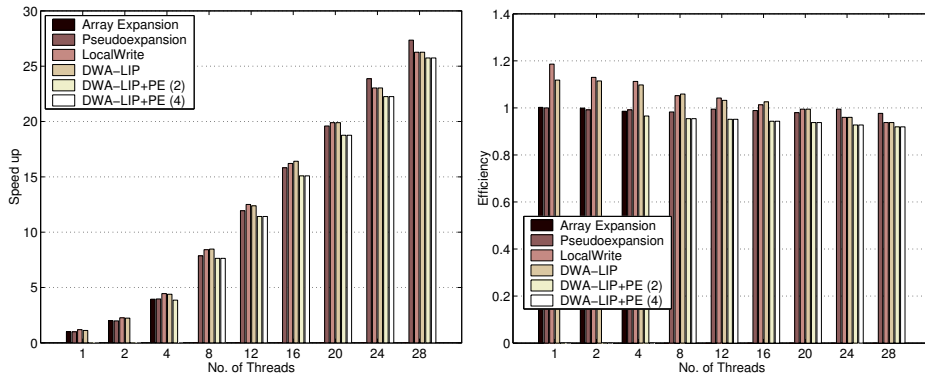 30
25
20
15
10
5
0
Speed up
Array Expansion
Pseudoexpansion
LocalWrite
DWA-LIP
DWA-LIP+PE (2)
DWA-LIP+PE (4)
1 2 4 8 12 16 20 24 28
No. of Threads
1.4
1.2
1
0.8
0.6
0.4
0.2
0
Efficiency
Array Expansion
Pseudoexpansion
LocalWrite
DWA-LIP
DWA-LIP+PE (2)
DWA-LIP+PE (4)
1 2 4 8 12 16 20 24 28
No. of Threads